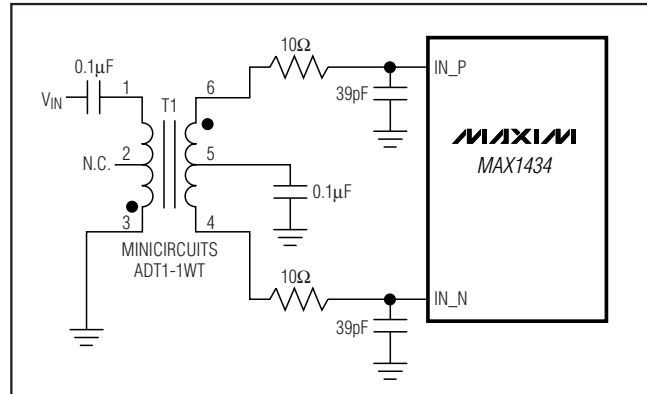 10Ω
0.1μF
VIN
1
T1
6
39pF
IN_P
MAXIM
MAX1434
N.C.
2
5
0.1μF
3
4
MINICIRCUITS
ADT1-1WT
10Ω
IN_N
39pF